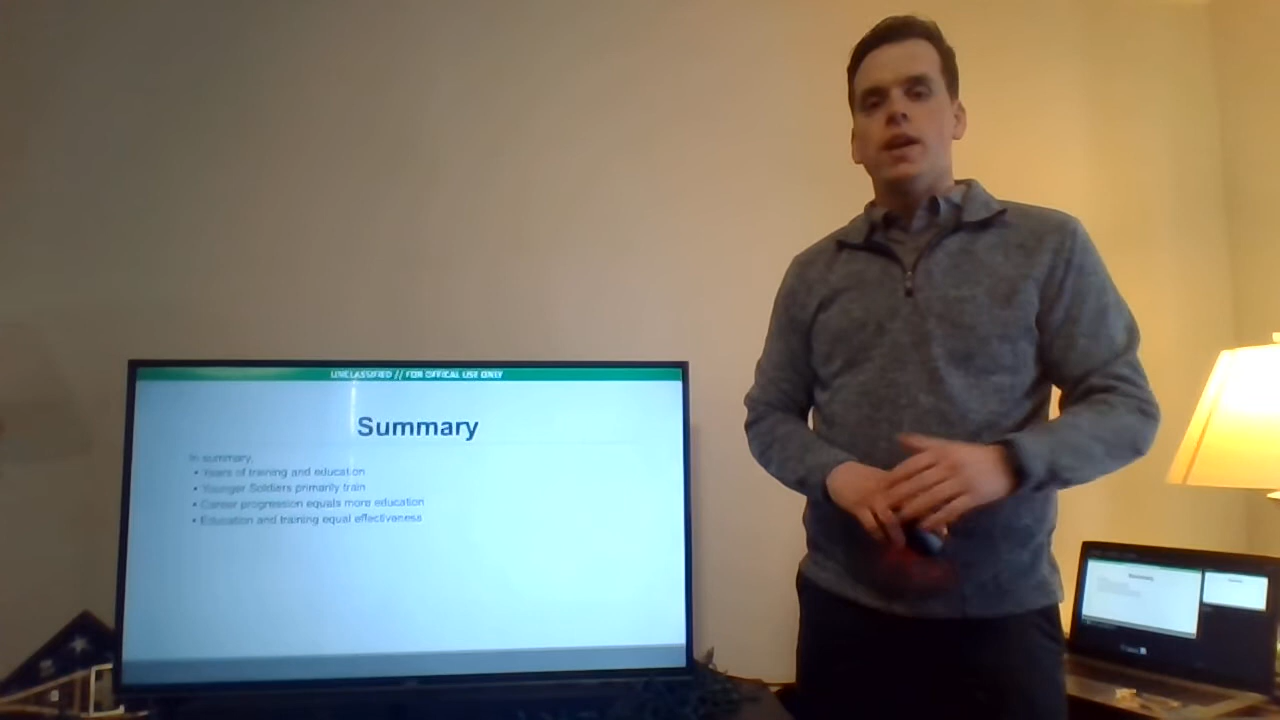 UNCLASSIFIED // FOR OFFICAL USE ONLY
Summary
In summary,
• Years of training and education
• Younger Soldiers primarily train
• Career progression equals more education
• Education and training equal effectiveness
Summary